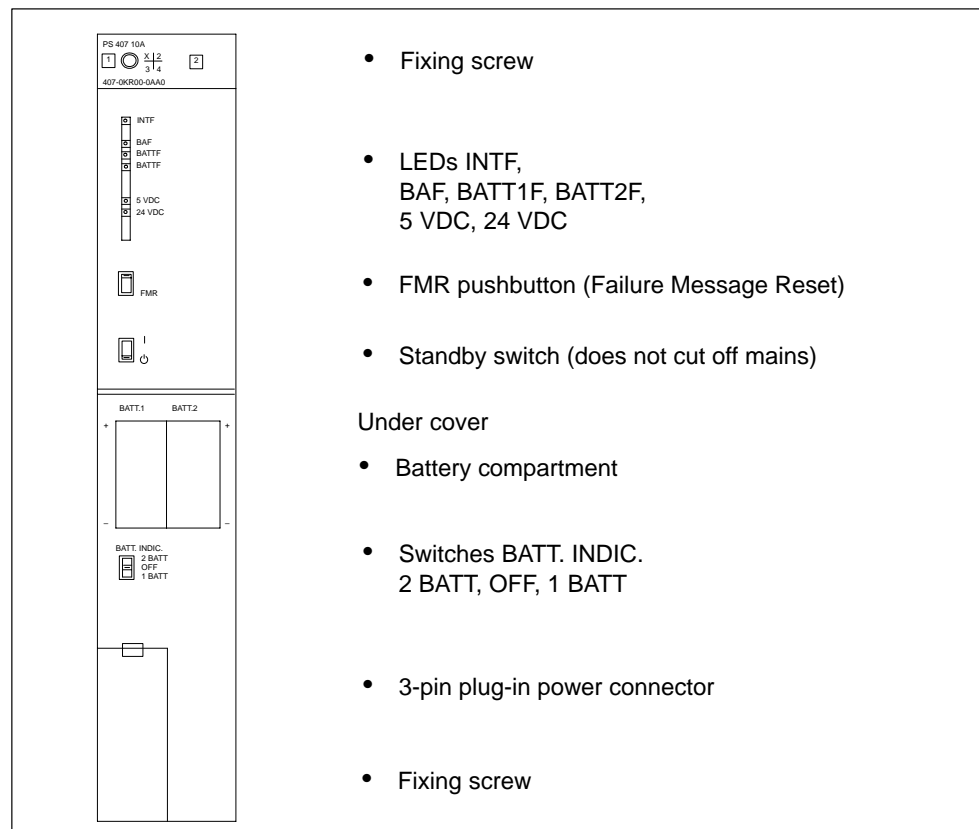 PS 407 10A
1 X 2 3 4 2
407-0KR00-0AA0
INTF
BAF
BATTF
BATTF
5 VDC
24 VDC
FMR
I
BATT.1 BATT.2
+ +
– –
BATT. INDIC.
2 BATT
OFF
1 BATT
• Fixing screw
• LEDs INTF,
BAF, BATT1F, BATT2F,
5 VDC, 24 VDC
• FMR pushbutton (Failure Message Reset)
• Standby switch (does not cut off mains)
Under cover
• Battery compartment
• Switches BATT. INDIC.
2 BATT, OFF, 1 BATT
• 3-pin plug-in power connector
• Fixing screw